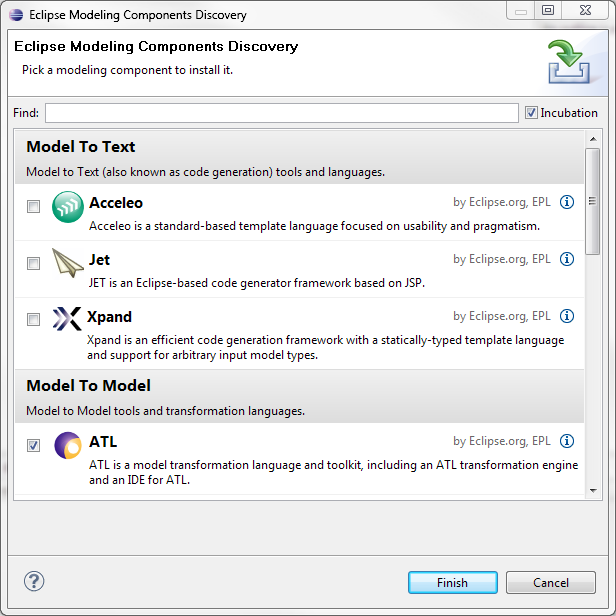 Eclipse Modeling Components Discovery
Eclipse Modeling Components Discovery
Pick a modeling component to install it.
Find:
Incubation
Model To Text
Model to Text (also known as code generation) tools and languages.
Acceleo by Eclipse.org, EPL
Acceleo is a standard-based template language focused on usability and pragmatism.
Jet by Eclipse.org, EPL
JET is an Eclipse-based code generator framework based on JSP.
Xpand by Eclipse.org, EPL
Xpand is an efficient code generation framework with a statically-typed template language
and support for arbitrary input model types.
Model To Model
Model to Model tools and transformation languages.
ATL by Eclipse.org, EPL
ATL is a model transformation language and toolkit, including an ATL transformation engine
and an IDE for ATL.
Finish Cancel